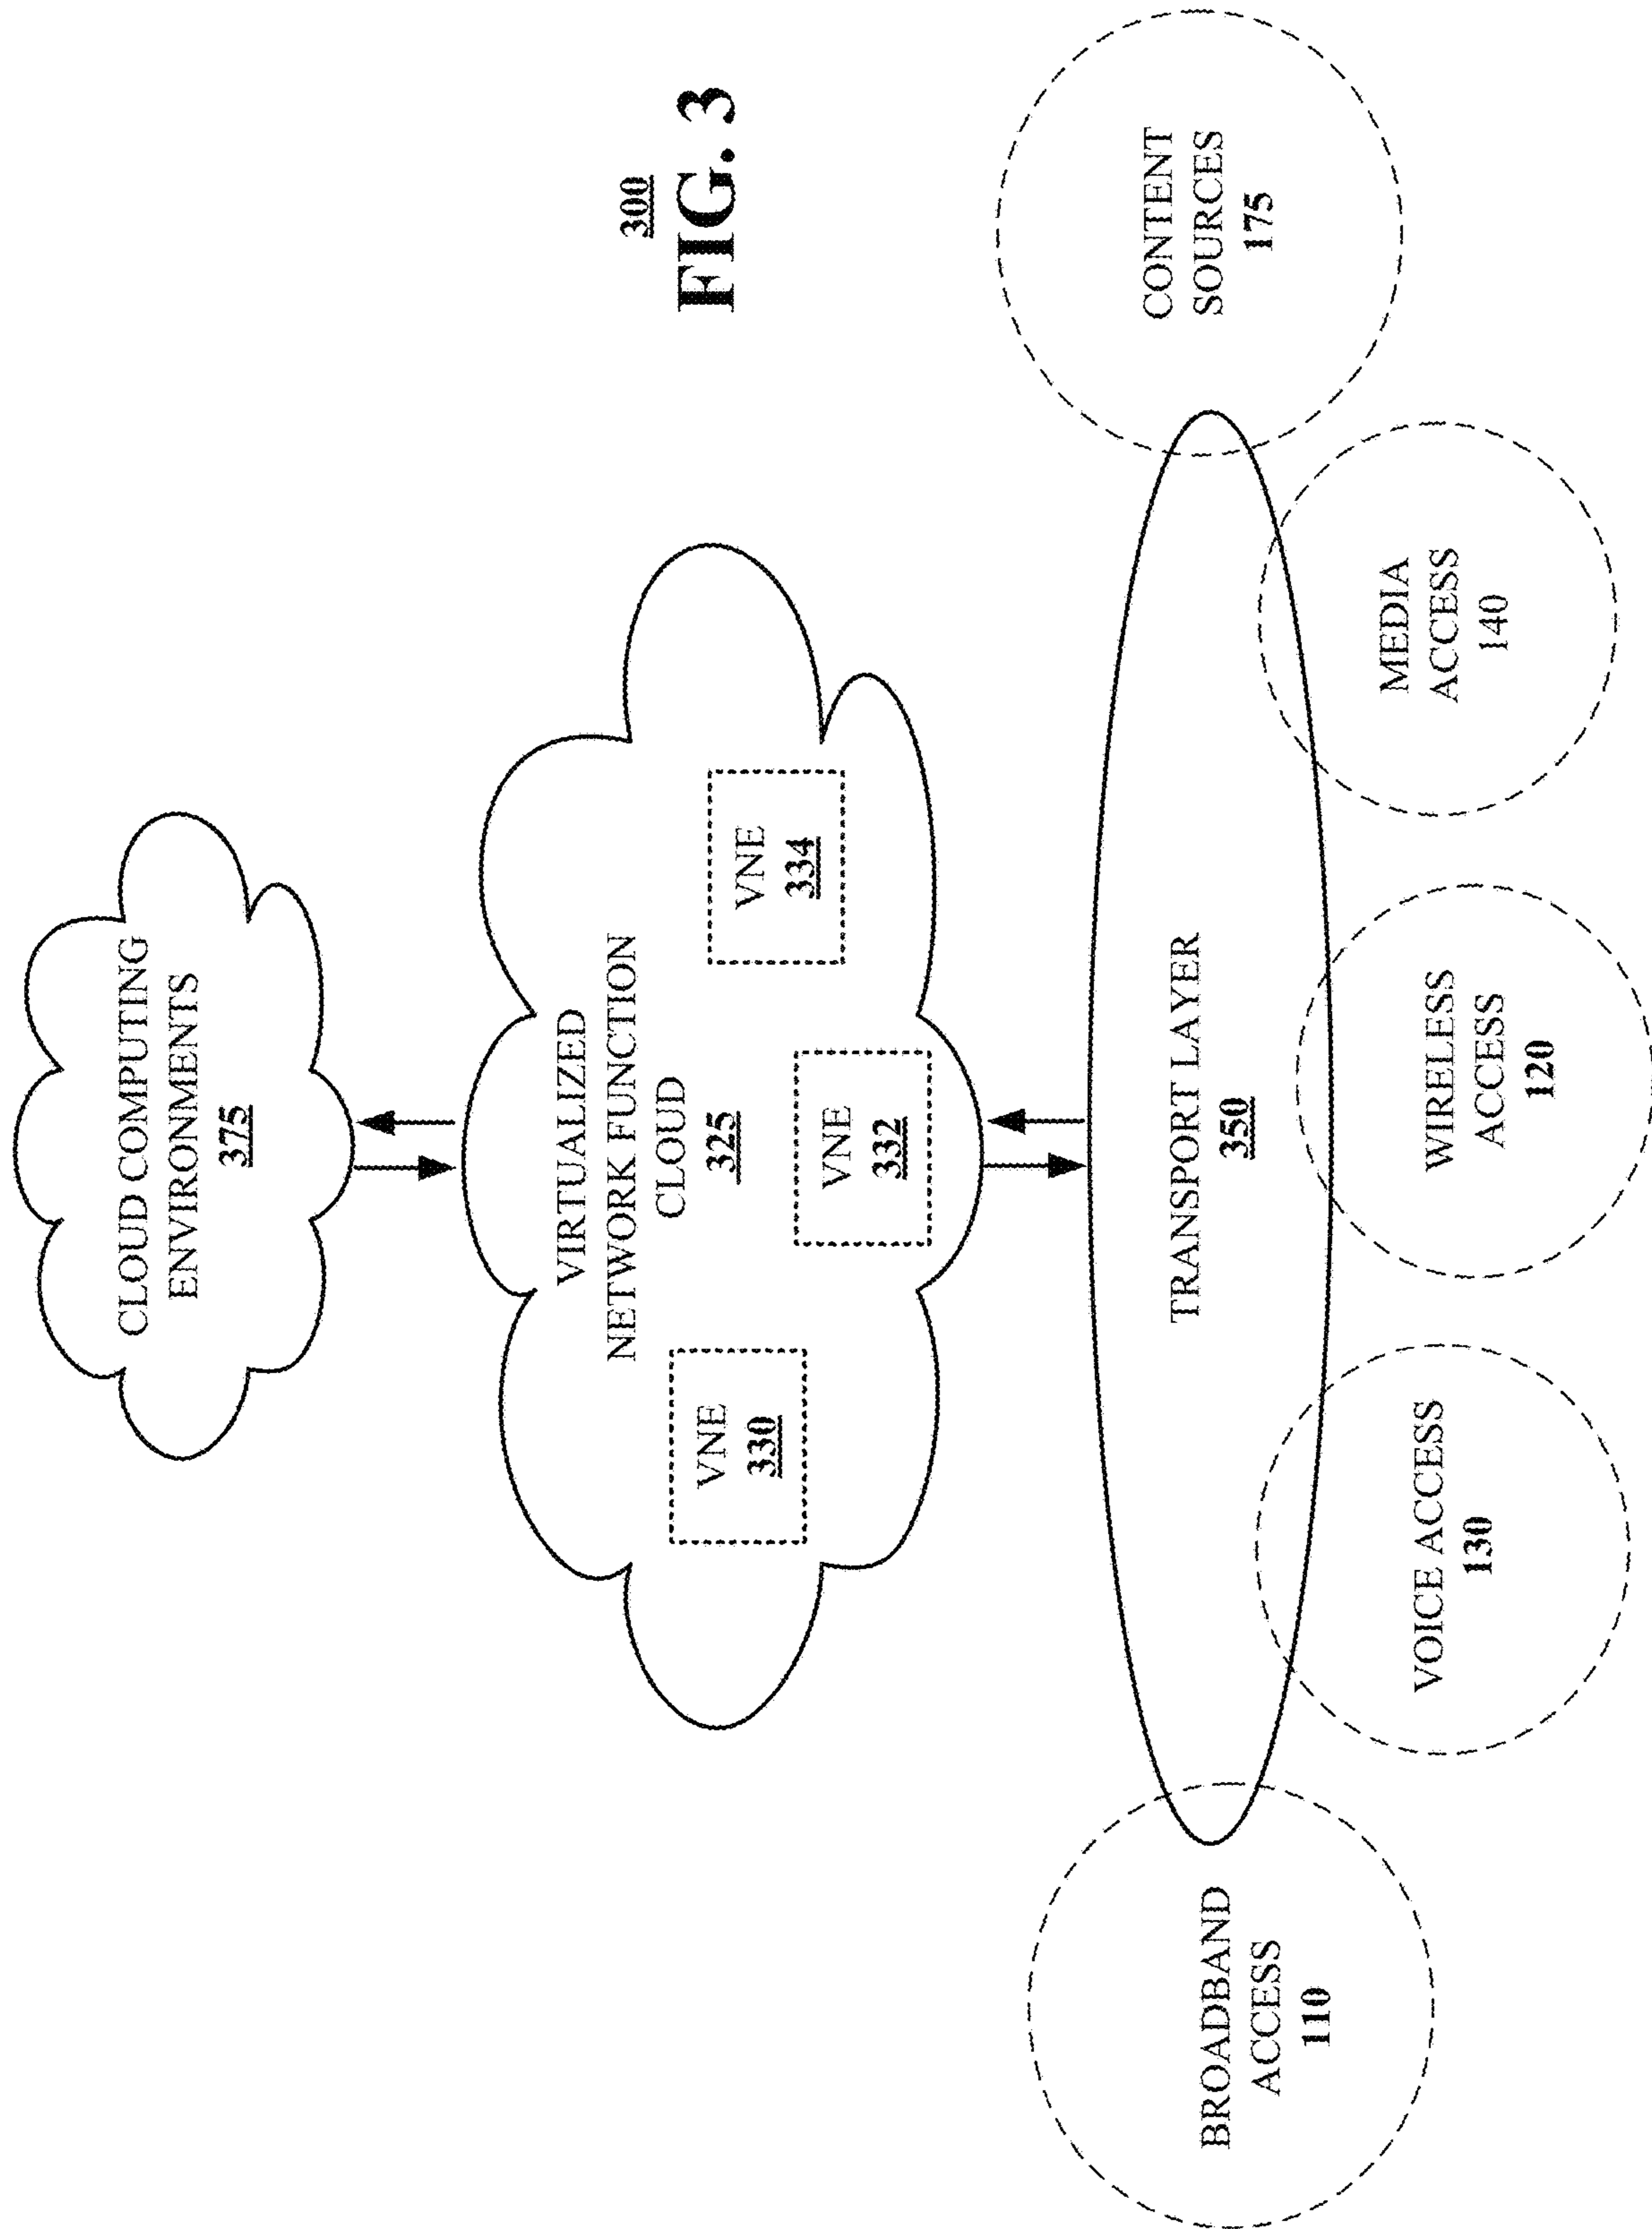 CLOUD COMPUTING
ENVIRONMENTS
375
VIRTUALIZED
NETWORK FUNCTION
CLOUD
325
VNE
330
VNE
332
VNE
334
TRANSPORT LAYER
350
BROADBAND
ACCESS
110
VOICE ACCESS
130
WIRELESS
ACCESS
120
MEDIA
ACCESS
140
CONTENT
SOURCES
175
300
FIG. 3